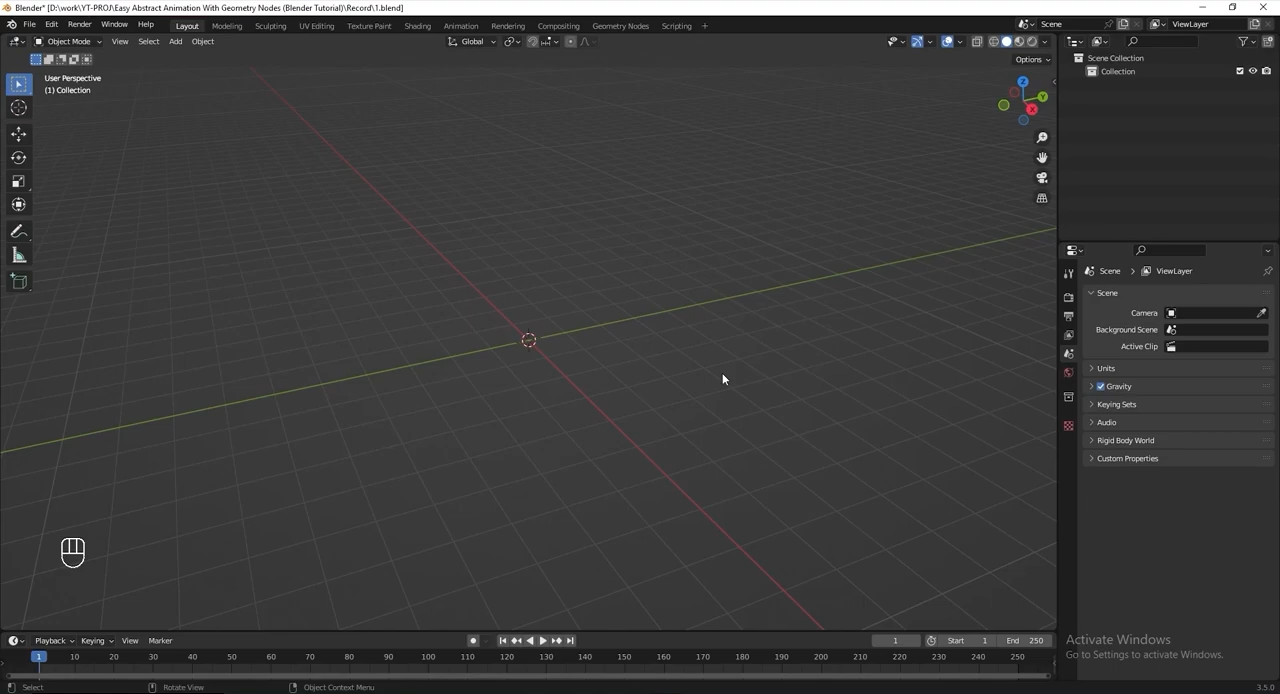 Blender* [D:\work\YT-PROJ\Easy Abstract Animation With Geometry Nodes (Blender Tutorial)\Record\1.blend]
File Edit Render Window Help Layout Modeling Sculpting UV Editing Texture Paint Shading Animation Rendering Compositing Geometry Nodes Scripting + Scene ViewLayer
Object Mode View Select Add Object Global
Options
User Perspective
(1) Collection
Z
Y
X
Scene Collection
Collection
Scene > ViewLayer
Scene
Camera
Background Scene
Active Clip
Units
Gravity
Keying Sets
Audio
Rigid Body World
Custom Properties
Playback Keying View Marker 1 Start 1 End 250
1 10 20 30 40 50 60 70 80 90 100 110 120 130 140 150 160 170 180 190 200 210 220 230 240 250
Activate Windows
Go to Settings to activate Windows.
Select Rotate View Object Context Menu 3.5.0